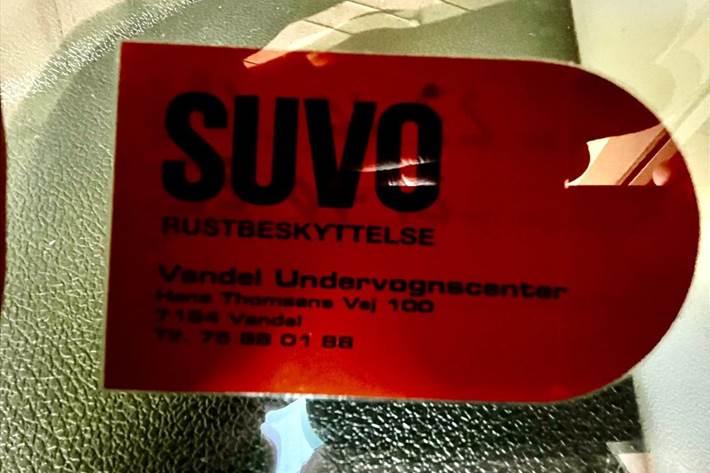 SUVO
RUSTBESKYTTELSE
Vandel Undervognscenter
Hans Thomsens Vej 100
7184 Vandel
Tlf. 75 88 01 88